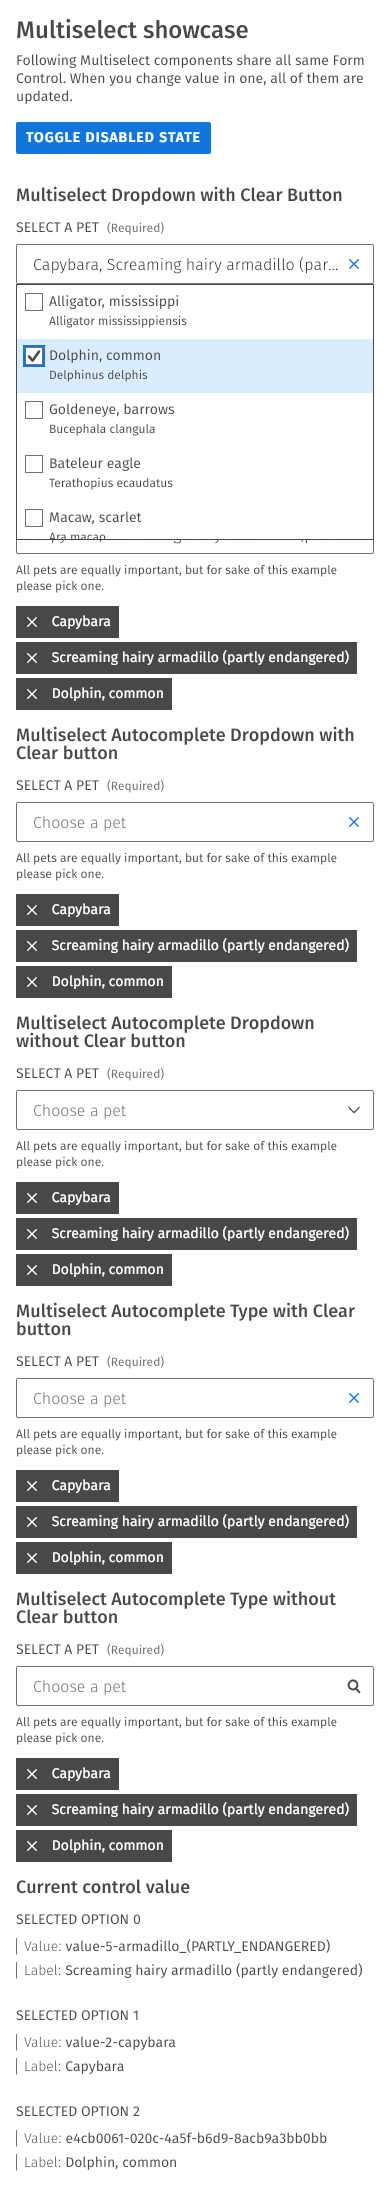 Multiselect showcase
Following Multiselect components share all same Form
Control. When you change value in one, all of them are
updated.
TOGGLE DISABLED STATE
Multiselect Dropdown with Clear Button
SELECT A PET (Required)
Capybara, Screaming hairy armadillo (par...
Alligator, mississippi
Alligator mississippiensis
Dolphin, common
Delphinus delphis
Goldeneye, barrows
Bucephala clangula
Bateleur eagle
Terathopius ecaudatus
Macaw, scarlet
Ara macao
All pets are equally important, but for sake of this example
please pick one.
Capybara
Screaming hairy armadillo (partly endangered)
Dolphin, common
Multiselect Autocomplete Dropdown with
Clear button
SELECT A PET (Required)
Choose a pet
All pets are equally important, but for sake of this example
please pick one.
Capybara
Screaming hairy armadillo (partly endangered)
Dolphin, common
Multiselect Autocomplete Dropdown
without Clear button
SELECT A PET (Required)
Choose a pet
All pets are equally important, but for sake of this example
please pick one.
Capybara
Screaming hairy armadillo (partly endangered)
Dolphin, common
Multiselect Autocomplete Type with Clear
button
SELECT A PET (Required)
Choose a pet
All pets are equally important, but for sake of this example
please pick one.
Capybara
Screaming hairy armadillo (partly endangered)
Dolphin, common
Multiselect Autocomplete Type without
Clear button
SELECT A PET (Required)
Choose a pet
All pets are equally important, but for sake of this example
please pick one.
Capybara
Screaming hairy armadillo (partly endangered)
Dolphin, common
Current control value
SELECTED OPTION 0
Value: value-5-armadillo_(PARTLY_ENDANGERED)
Label: Screaming hairy armadillo (partly endangered)
SELECTED OPTION 1
Value: value-2-capybara
Label: Capybara
SELECTED OPTION 2
Value: e4cb0061-020c-4a5f-b6d9-8acb9a3bb0bb
Label: Dolphin, common